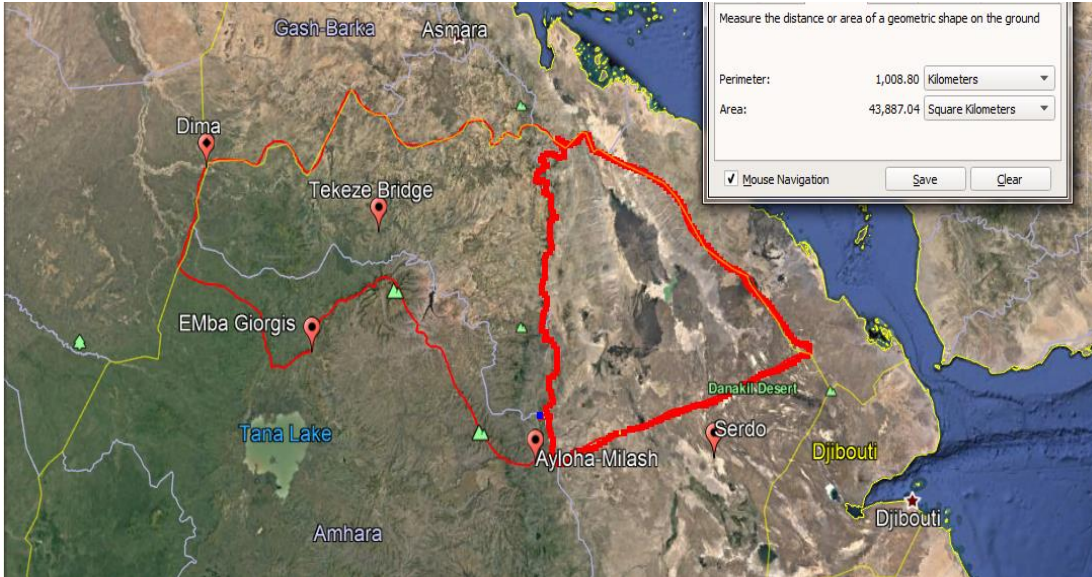 Gash-Barka
Asmara
Measure the distance or area of a geometric shape on the ground
Perimeter: 1,008.80 Kilometers
Area: 43,887.04 Square Kilometers
Mouse Navigation Save Clear
Dima
Tekeze Bridge
EMba Giorgis
Danakil Desert
Tana Lake
Serdo
Ayloha-Milash
Djibouti
Djibouti
Amhara